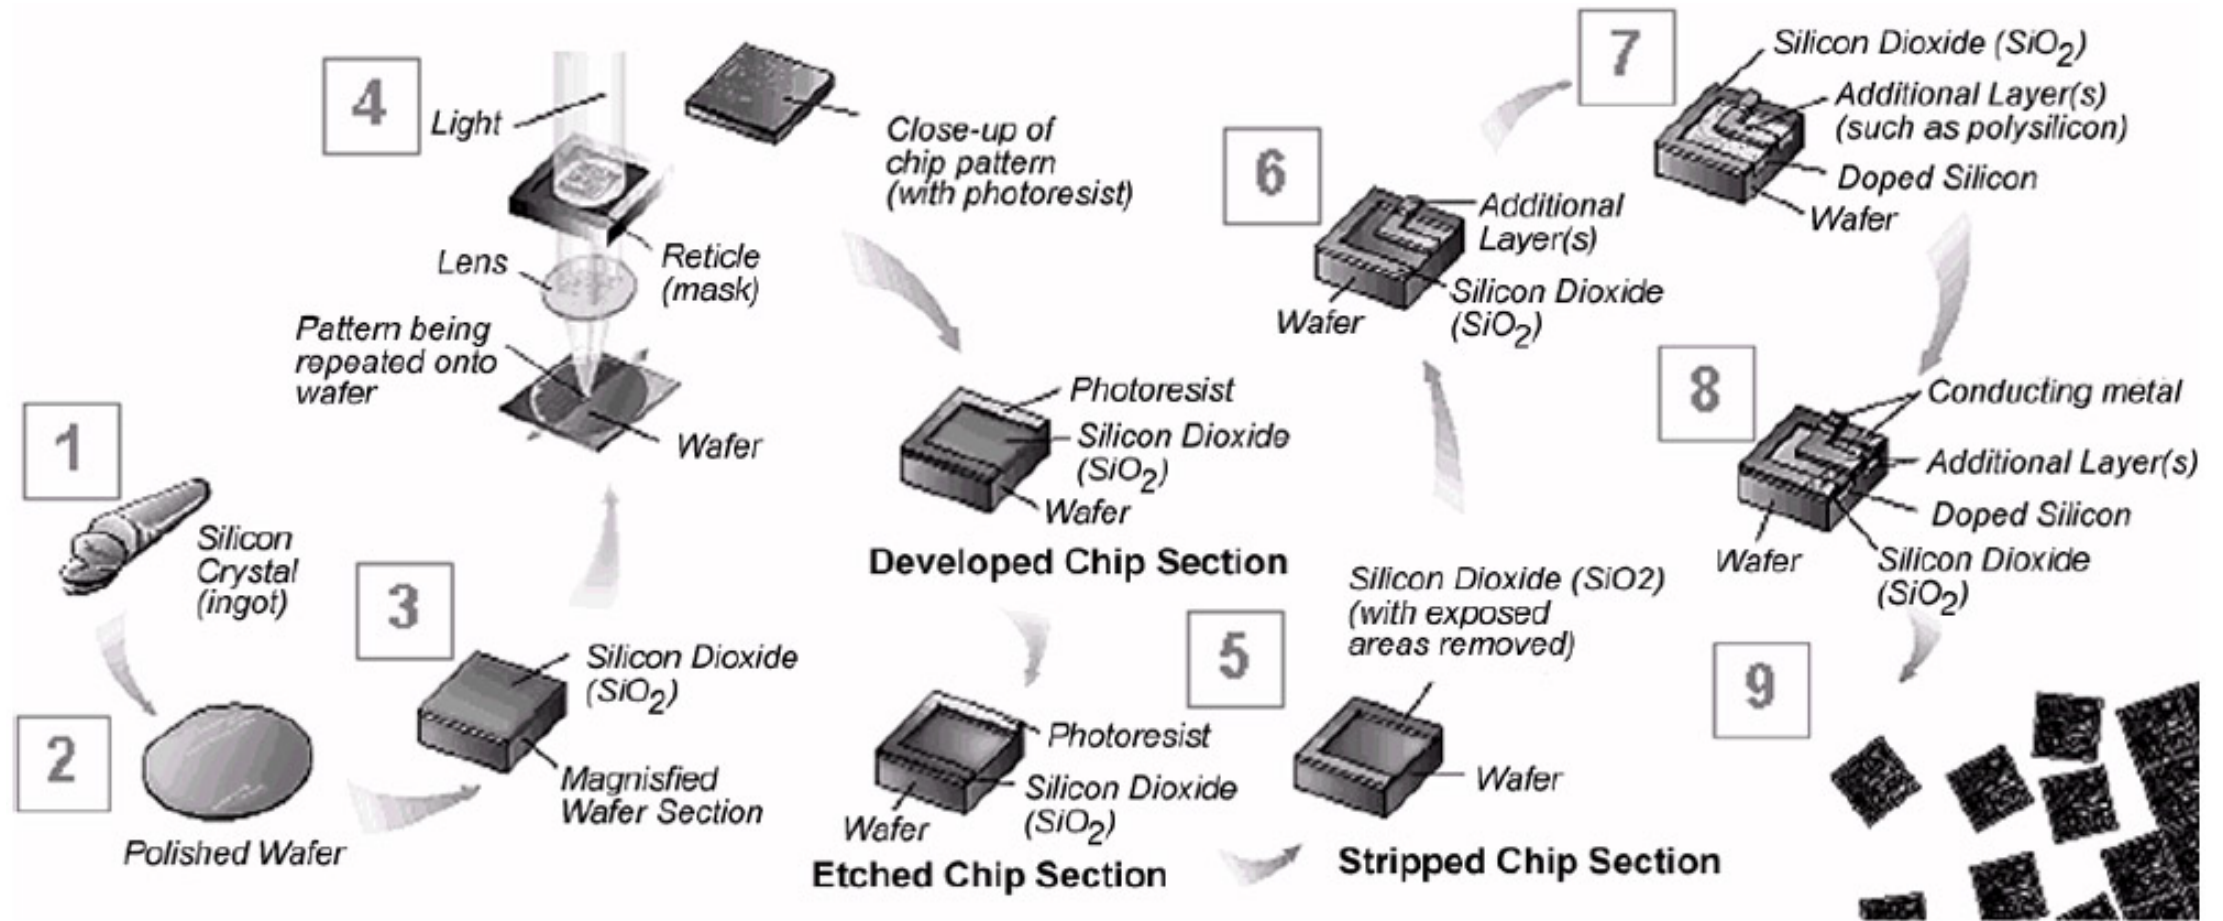 1
Silicon
Crystal
(ingot)
2
Polished Wafer
3
Silicon Dioxide
(SiO2)
Magnisfied
Wafer Section
4
Light
Lens
Reticle
(mask)
Pattern being
repeated onto
wafer
Wafer
Close-up of
chip pattern
(with photoresist)
Photoresist
Silicon Dioxide
(SiO2)
Wafer
Developed Chip Section
Photoresist
Silicon Dioxide
(SiO2)
Wafer
Etched Chip Section
5
Silicon Dioxide (SiO2)
(with exposed
areas removed)
Wafer
Stripped Chip Section
6
Additional
Layer(s)
Silicon Dioxide
(SiO2)
Wafer
7
Silicon Dioxide (SiO2)
Additional Layer(s)
(such as polysilicon)
Doped Silicon
Wafer
8
Conducting metal
Additional Layer(s)
Doped Silicon
Silicon Dioxide
(SiO2)
Wafer
9